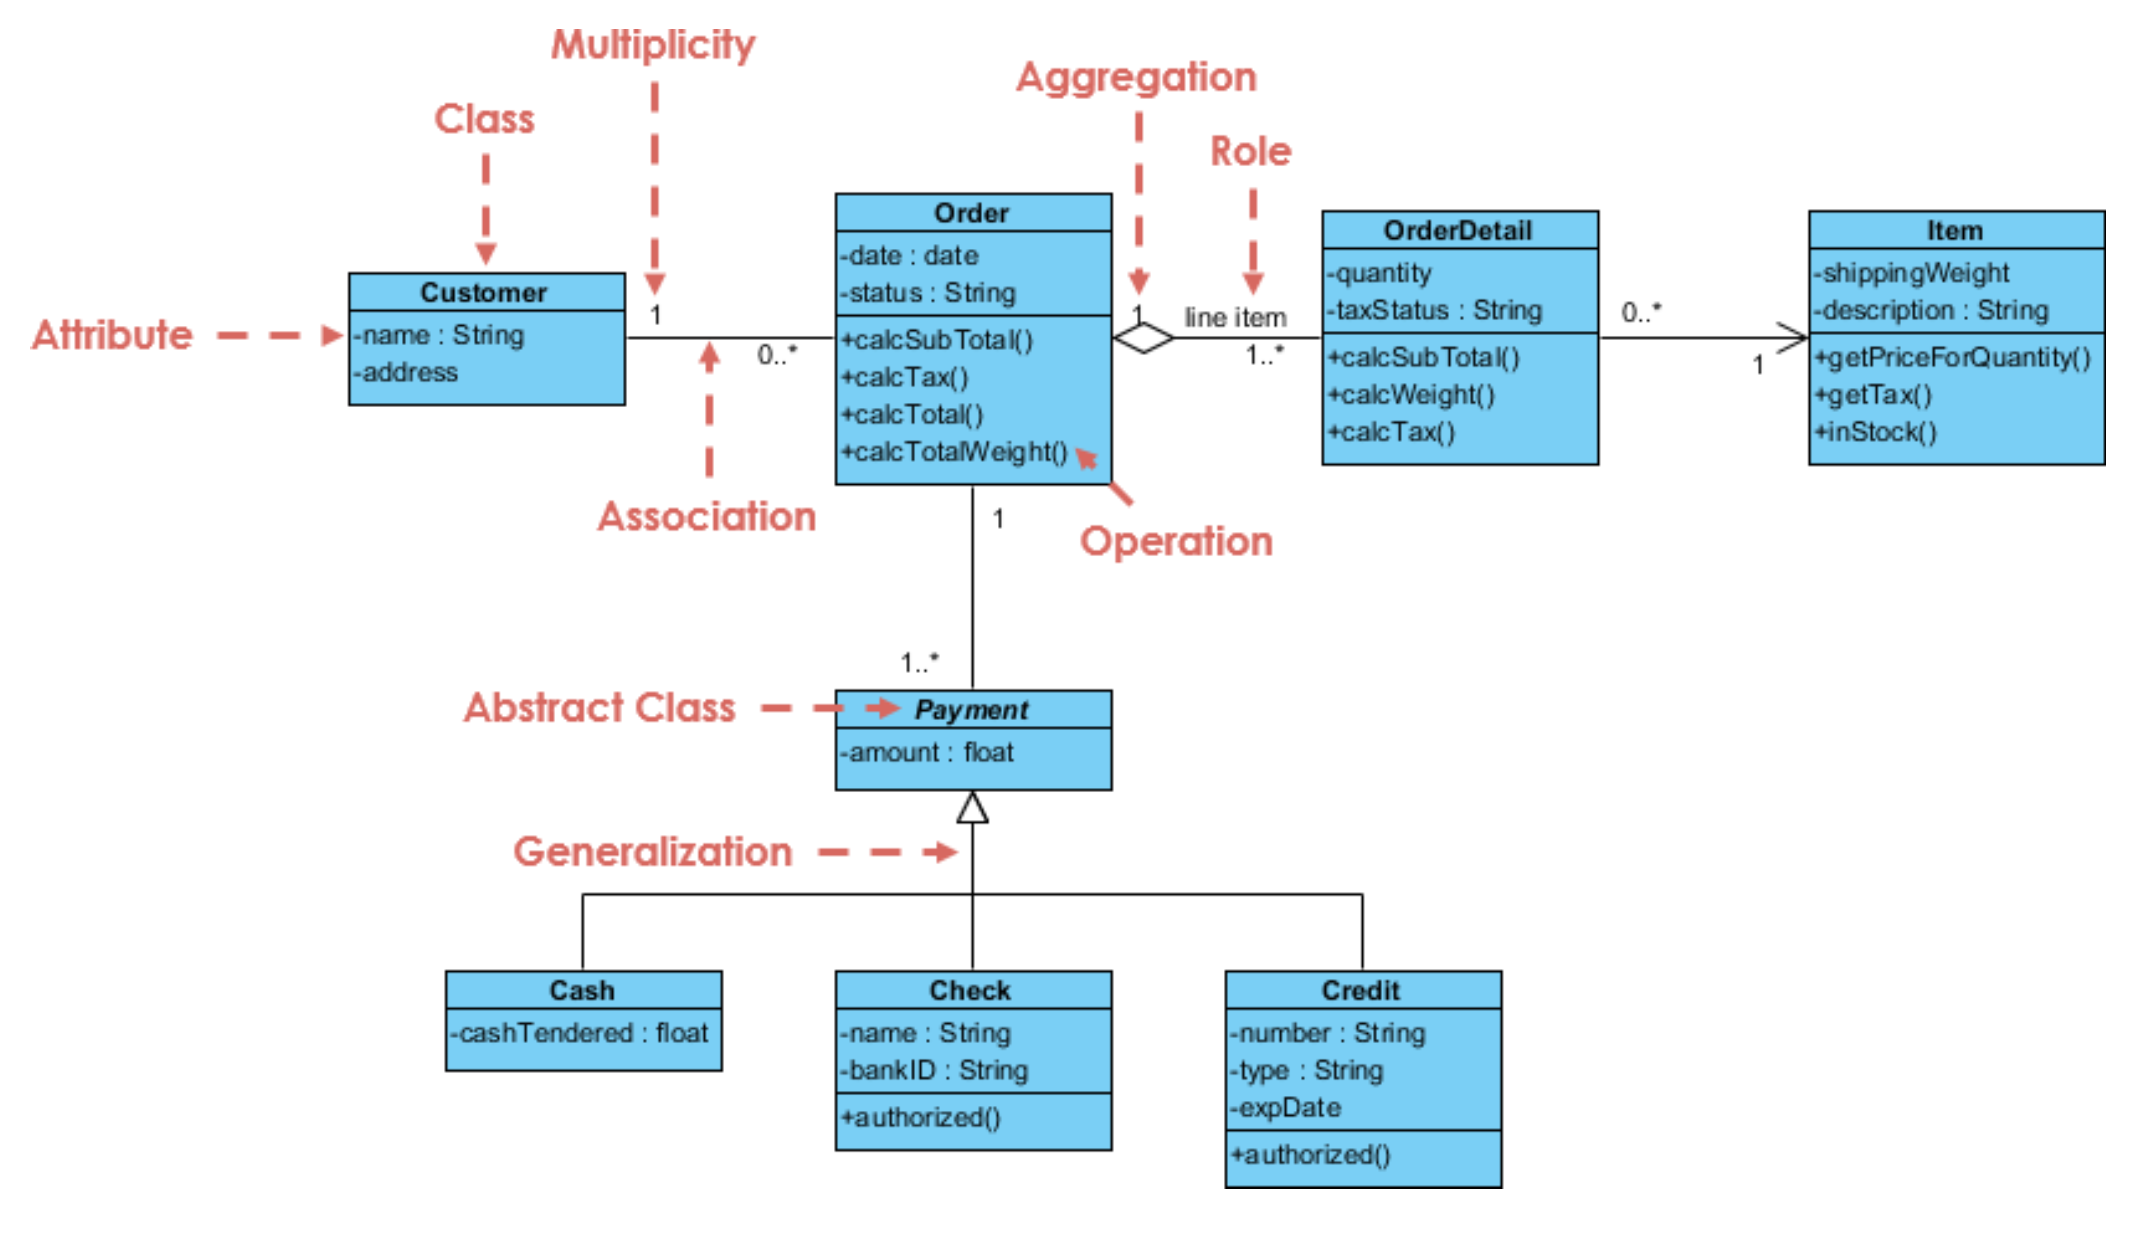 Multiplicity
Aggregation
Class
Role
Attribute
Customer
-name : String
-address
1
0..*
Association
Order
-date : date
-status : String
+calcSubTotal()
+calcTax()
+calcTotal()
+calcTotalWeight()
Operation
1
line item
1..*
OrderDetail
-quantity
-taxStatus : String
+calcSubTotal()
+calcWeight()
+calcTax()
0..*
1
Item
-shippingWeight
-description : String
+getPriceForQuantity()
+getTax()
+inStock()
1
1..*
Abstract Class
Payment
-amount : float
Generalization
Cash
-cashTendered : float
Check
-name : String
-bankID : String
+authorized()
Credit
-number : String
-type : String
-expDate
+authorized()